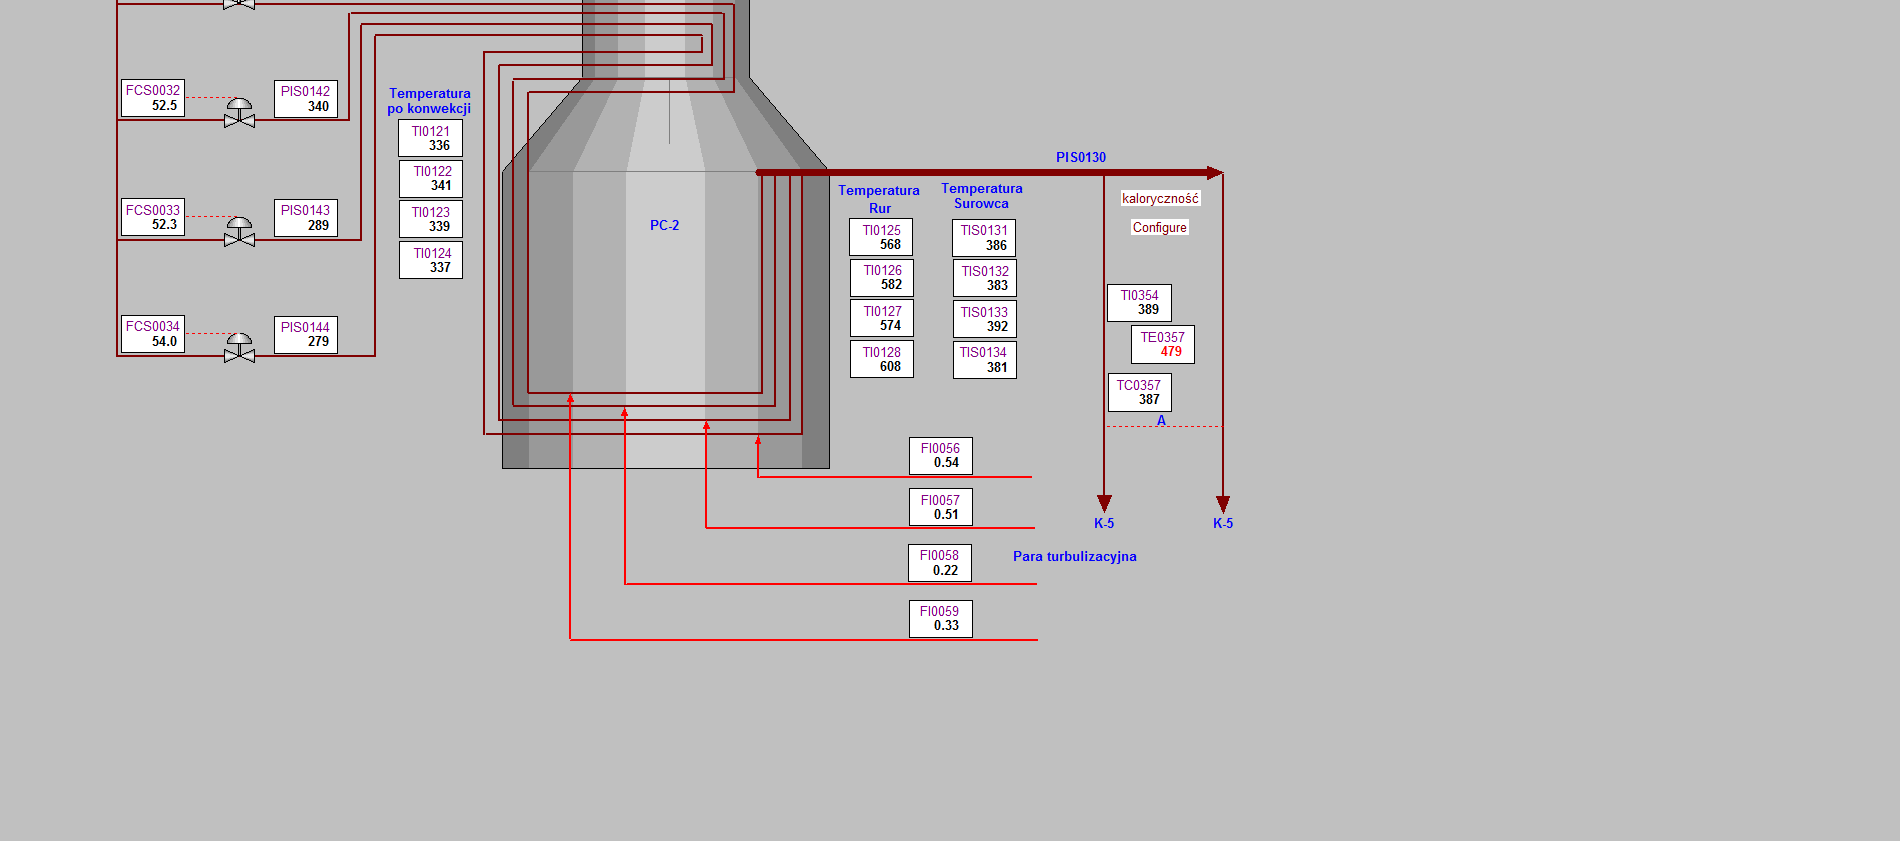 FCS0032
52.5
PIS0142
340
Temperatura
po konwekcji
TI0121
336
TI0122
341
TI0123
339
TI0124
337
FCS0033
52.3
PIS0143
289
FCS0034
54.0
PIS0144
279
PC-2
PIS0130
Temperatura
Rur
TI0125
568
TI0126
582
TI0127
574
TI0128
608
Temperatura
Surowca
TIS0131
386
TIS0132
383
TIS0133
392
TIS0134
381
kaloryczność
Configure
TI0354
389
TE0357
479
TC0357
387
A
K-5
K-5
FI0056
0.54
FI0057
0.51
FI0058
0.22
Para turbulizacyjna
FI0059
0.33